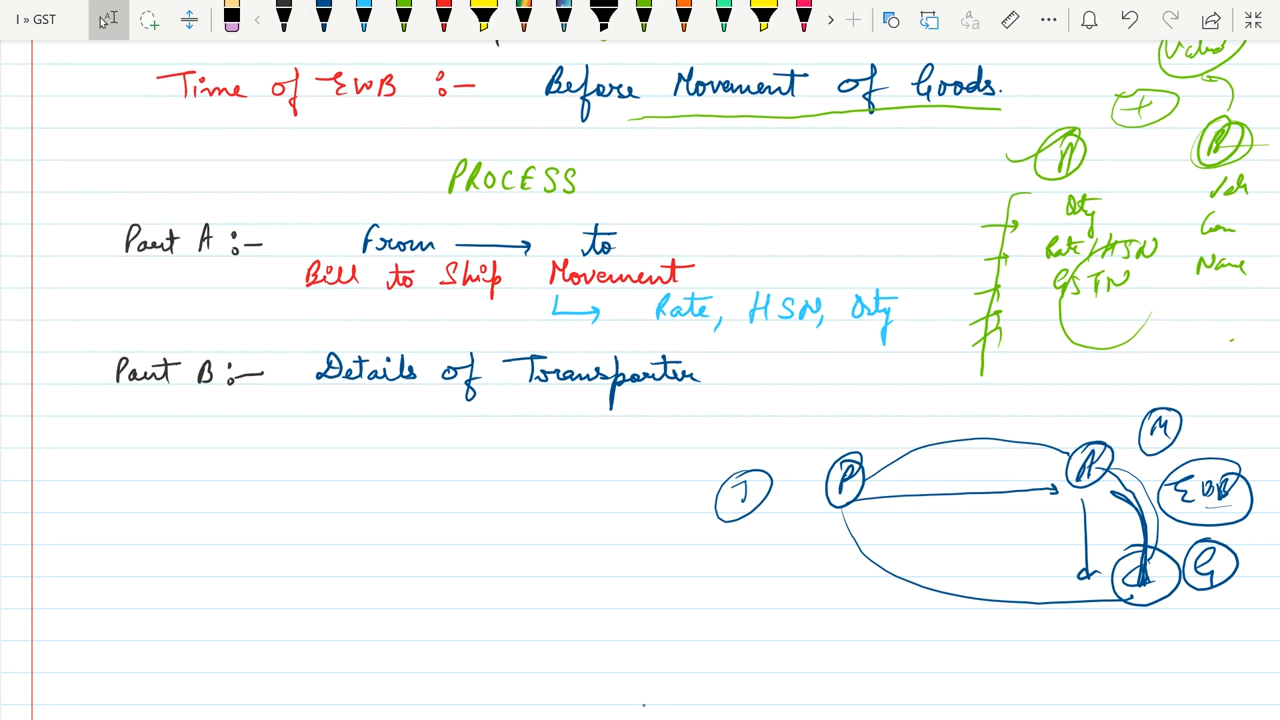 I » GST
Valid
Time of EWB :- Before Movement of Goods.
+
A B
PROCESS
Qty
Part A :- From → to
Rate/HSN Name
Bill to Ship Movement
GSTN
Rate, HSN, Qty
Part B :- Details of Transporter
M
P A
J EWB
G